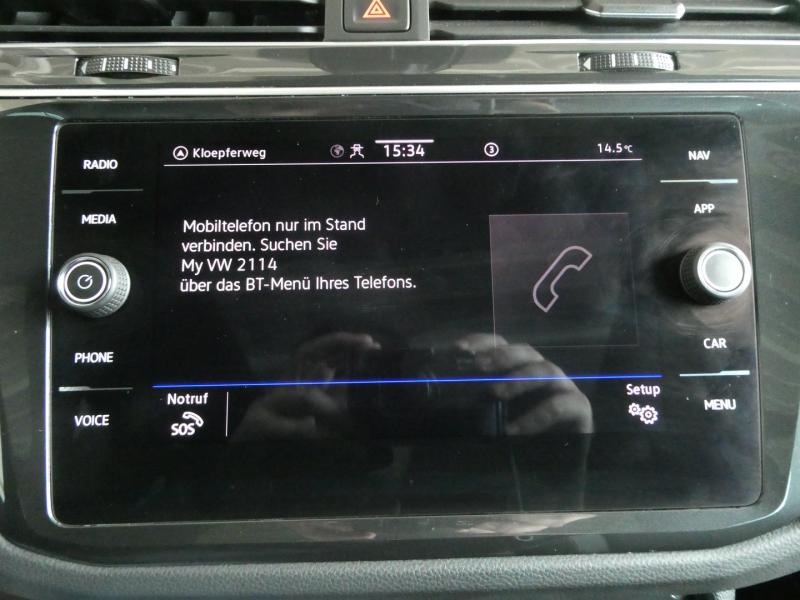 RADIO
MEDIA
PHONE
VOICE
Kloepferweg
15:34
3
14.5°C
Mobiltelefon nur im Stand
verbinden. Suchen Sie
My VW 2114
über das BT-Menü Ihres Telefons.
Notruf
SOS
Setup
NAV
APP
CAR
MENU